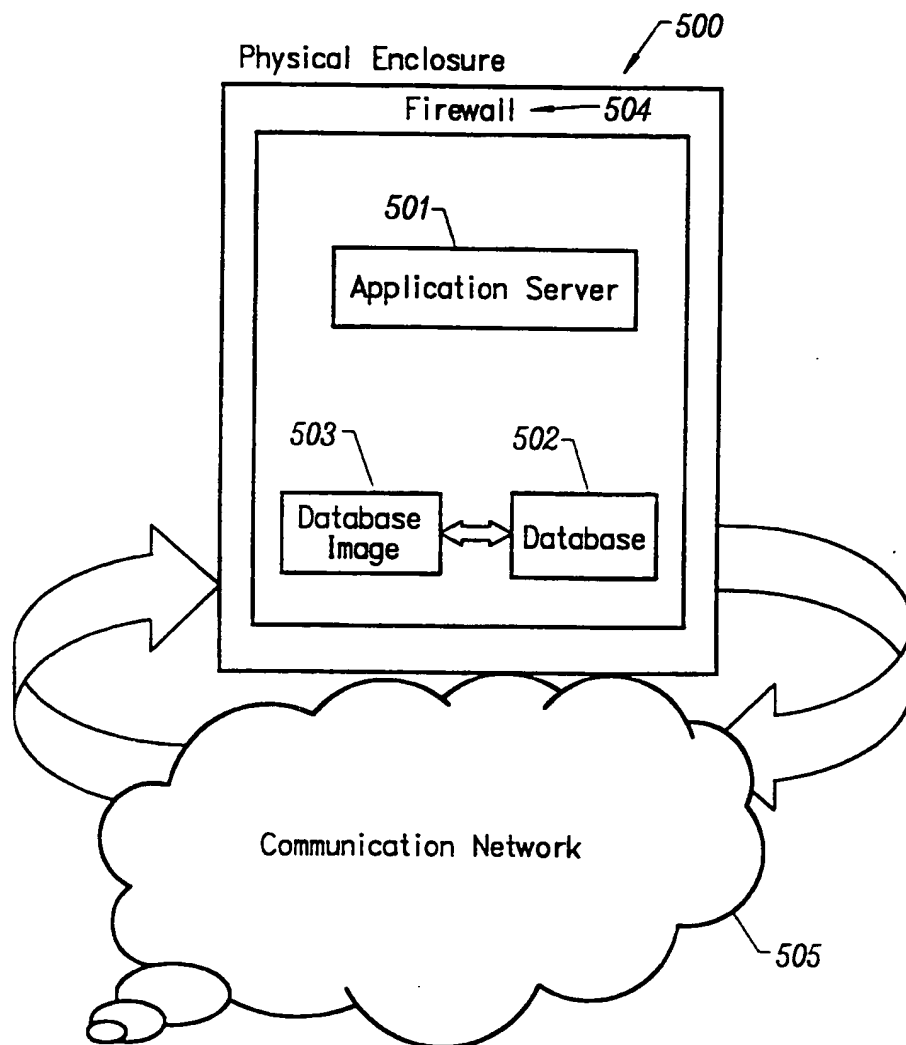 500
Physical Enclosure
Firewall 504
501
Application Server
503
502
Database
Image
Database
Communication Network
505